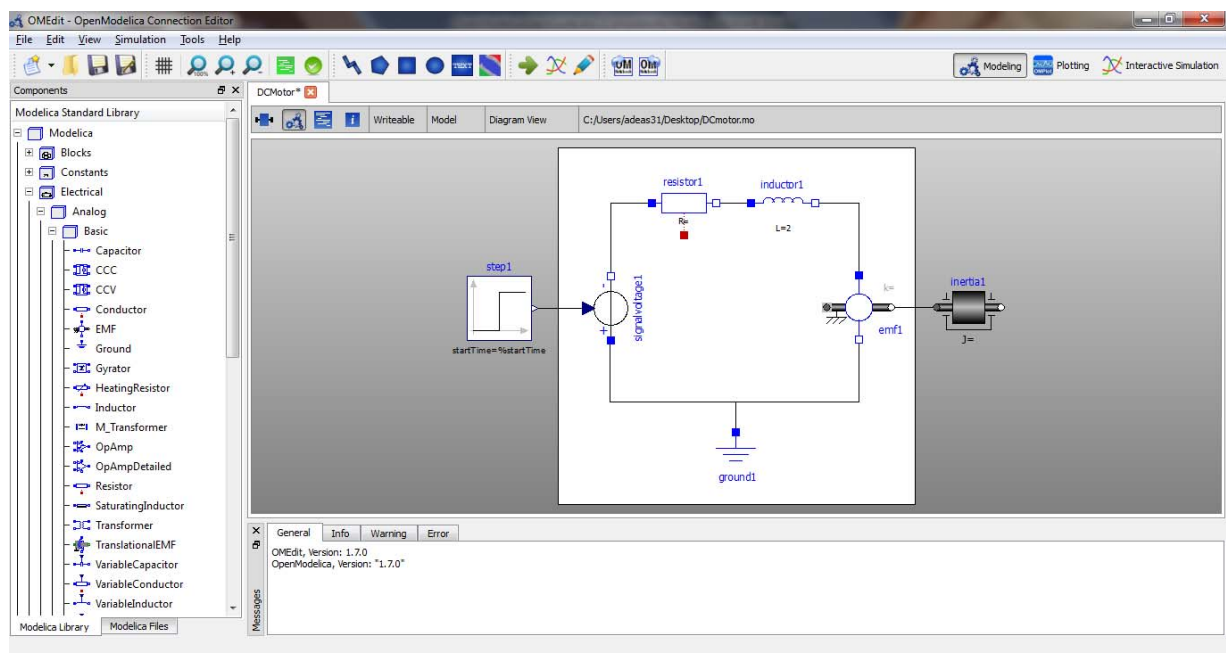 OMEdit - OpenModelica Connection Editor
File Edit View Simulation Tools Help
100%
TEXT
Modeling Plotting Interactive Simulation
Components
Modelica Standard Library
Modelica
Blocks
Constants
Electrical
Analog
Basic
Capacitor
CCC
CCV
Conductor
EMF
Ground
Gyrator
HeatingResistor
Inductor
M_Transformer
OpAmp
OpAmpDetailed
Resistor
SaturatingInductor
Transformer
TranslationalEMF
VariableCapacitor
VariableConductor
VariableInductor
Modelica Library Modelica Files
DCMotor*
Writeable Model Diagram View C:/Users/adeas31/Desktop/DCmotor.mo
resistor1
R=
inductor1
L=2
step1
startTime=%startTime
-
+
signalvoltage1
k=
emf1
inertia1
J=
ground1
General Info Warning Error
OMEdit, Version: 1.7.0
OpenModelica, Version: "1.7.0"
Messages